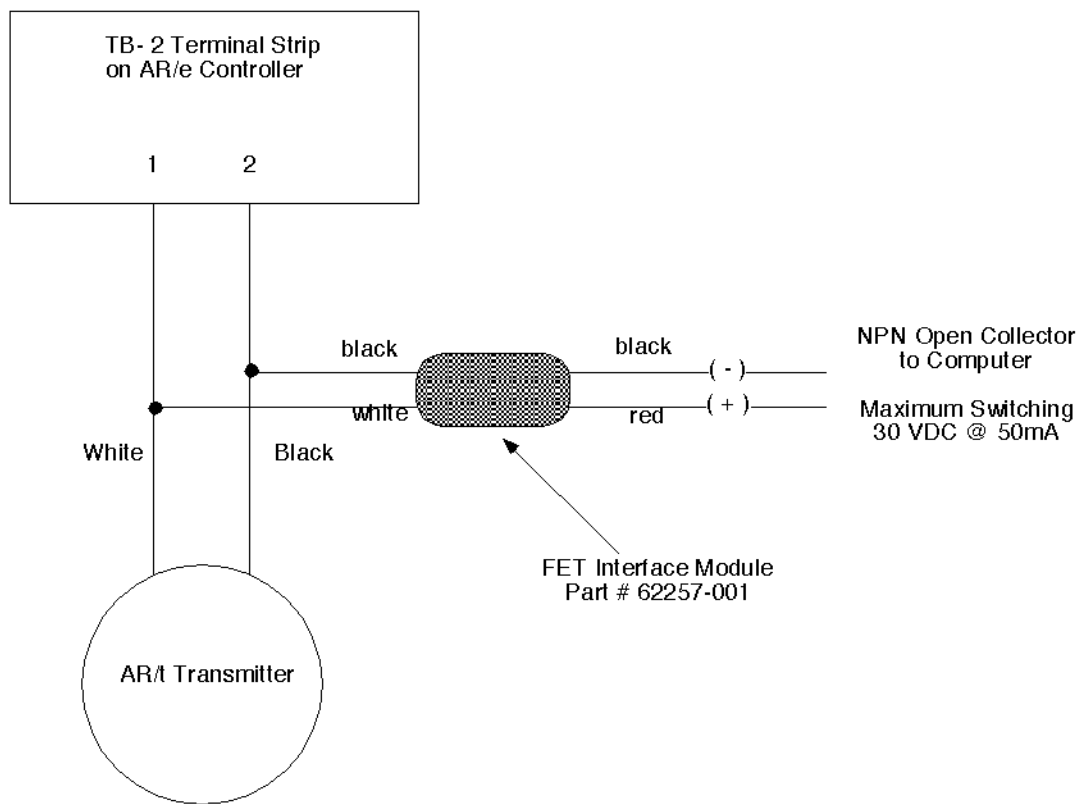 TB- 2 Terminal Strip
on AR/e Controller
1 2
black
black
( - )
NPN Open Collector
to Computer
white
red
( + )
Maximum Switching
30 VDC @ 50mA
White
Black
FET Interface Module
Part # 62257-001
AR/t Transmitter